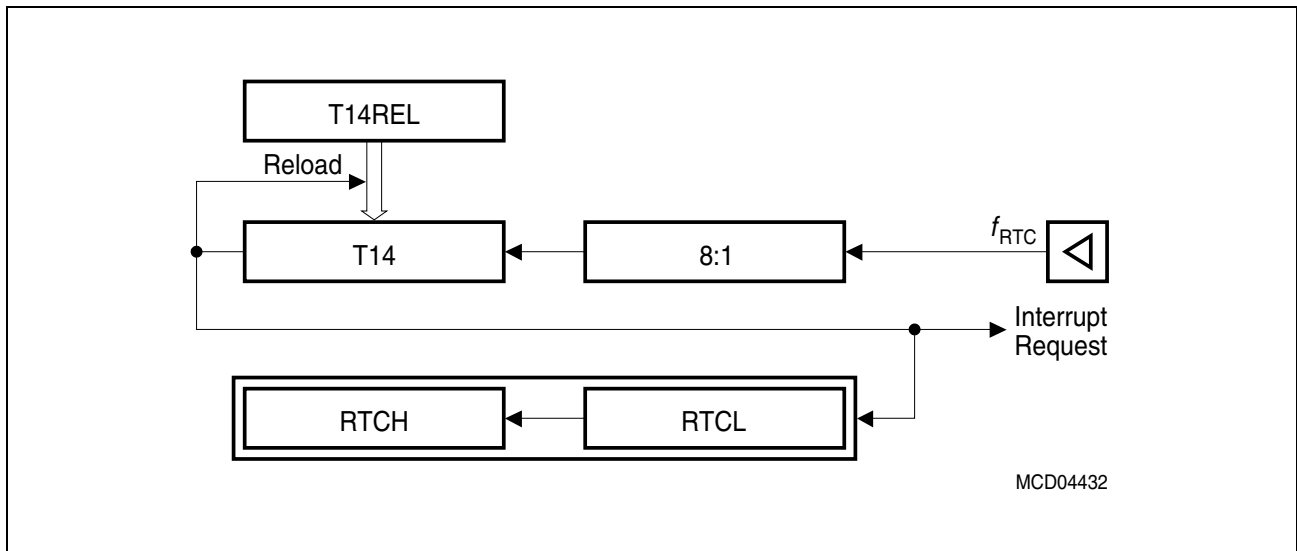 T14REL
Reload
T14
8:1
fRTC
Interrupt
Request
RTCH
RTCL
MCD04432